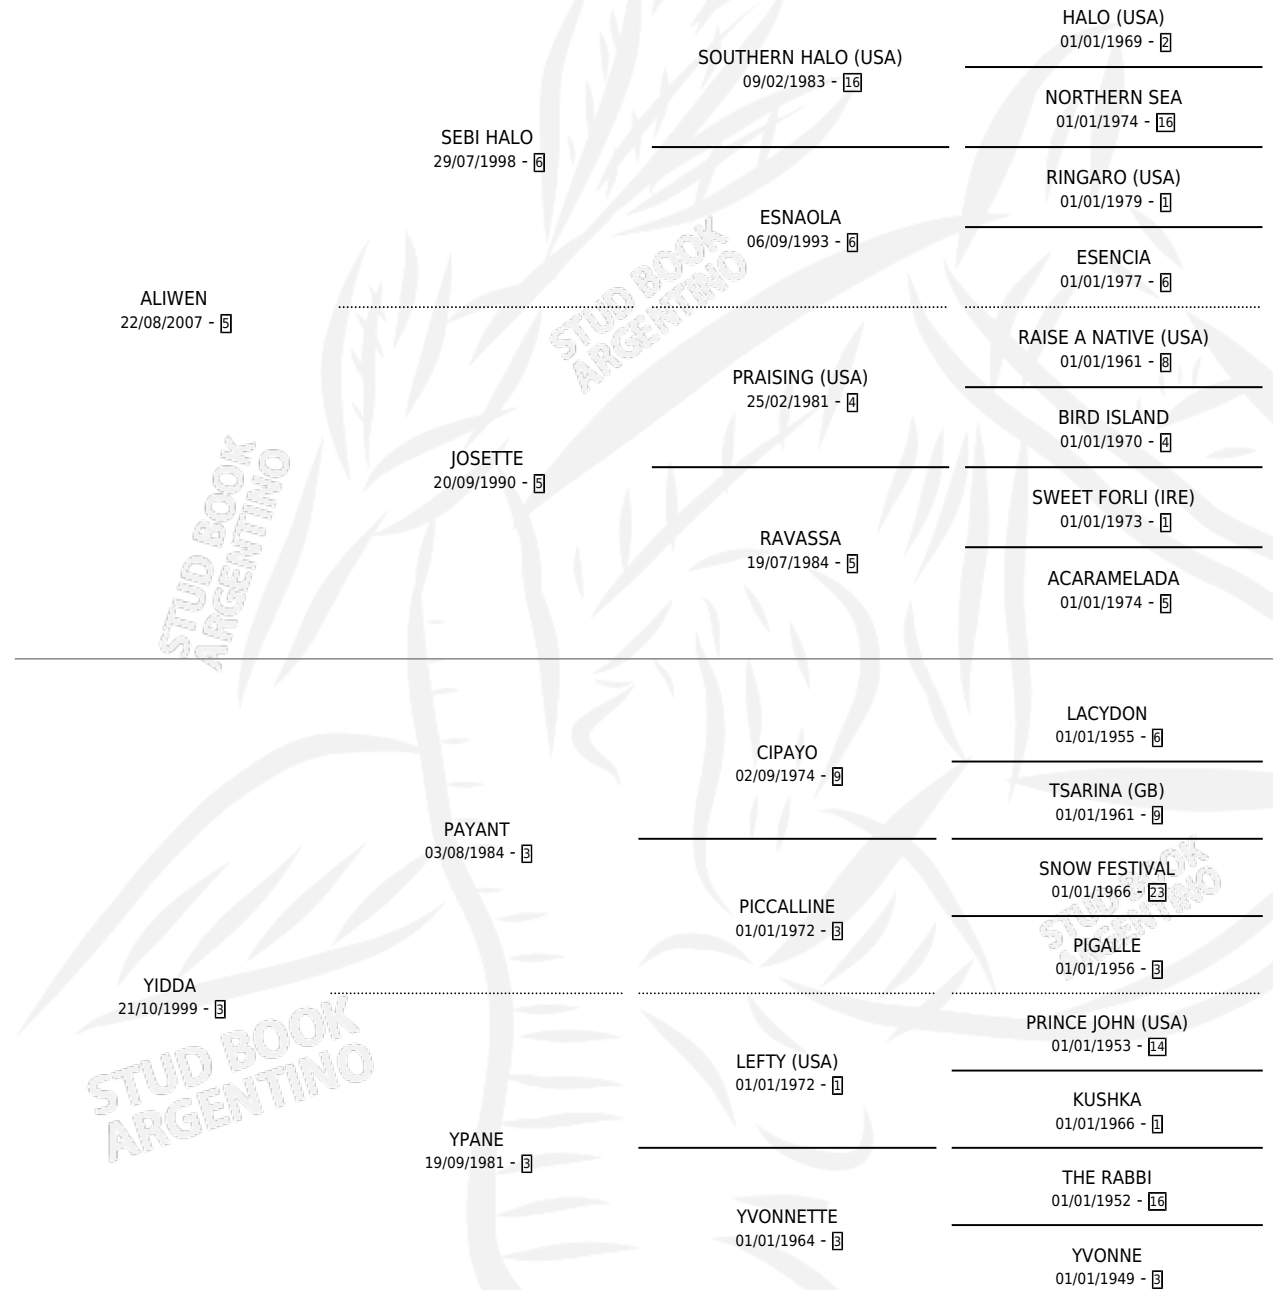 HALO (USA)
01/01/1969 - 2
SOUTHERN HALO (USA)
09/02/1983 - 16
NORTHERN SEA
01/01/1974 - 16
SEBI HALO
29/07/1998 - 6
RINGARO (USA)
01/01/1979 - 1
ESNAOLA
06/09/1993 - 6
ESENCIA
01/01/1977 - 6
ALIWEN
22/08/2007 - 5
RAISE A NATIVE (USA)
01/01/1961 - 8
PRAISING (USA)
25/02/1981 - 4
BIRD ISLAND
01/01/1970 - 4
JOSETTE
20/09/1990 - 5
SWEET FORLI (IRE)
01/01/1973 - 1
RAVASSA
19/07/1984 - 5
ACARAMELADA
01/01/1974 - 5
STUD BOOK
ARGENTINO
STUD BOOK
ARGENTINO
LACYDON
01/01/1955 - 6
CIPAYO
02/09/1974 - 9
TSARINA (GB)
01/01/1961 - 9
PAYANT
03/08/1984 - 3
SNOW FESTIVAL
01/01/1966 - 23
PICCALLINE
01/01/1972 - 3
PIGALLE
01/01/1956 - 3
YIDDA
21/10/1999 - 3
PRINCE JOHN (USA)
01/01/1953 - 14
LEFTY (USA)
01/01/1972 - 1
KUSHKA
01/01/1966 - 1
YPANE
19/09/1981 - 3
THE RABBI
01/01/1952 - 16
YVONNETTE
01/01/1964 - 3
YVONNE
01/01/1949 - 3
STUD BOOK
ARGENTINO
STUD BOOK
ARGENTINO